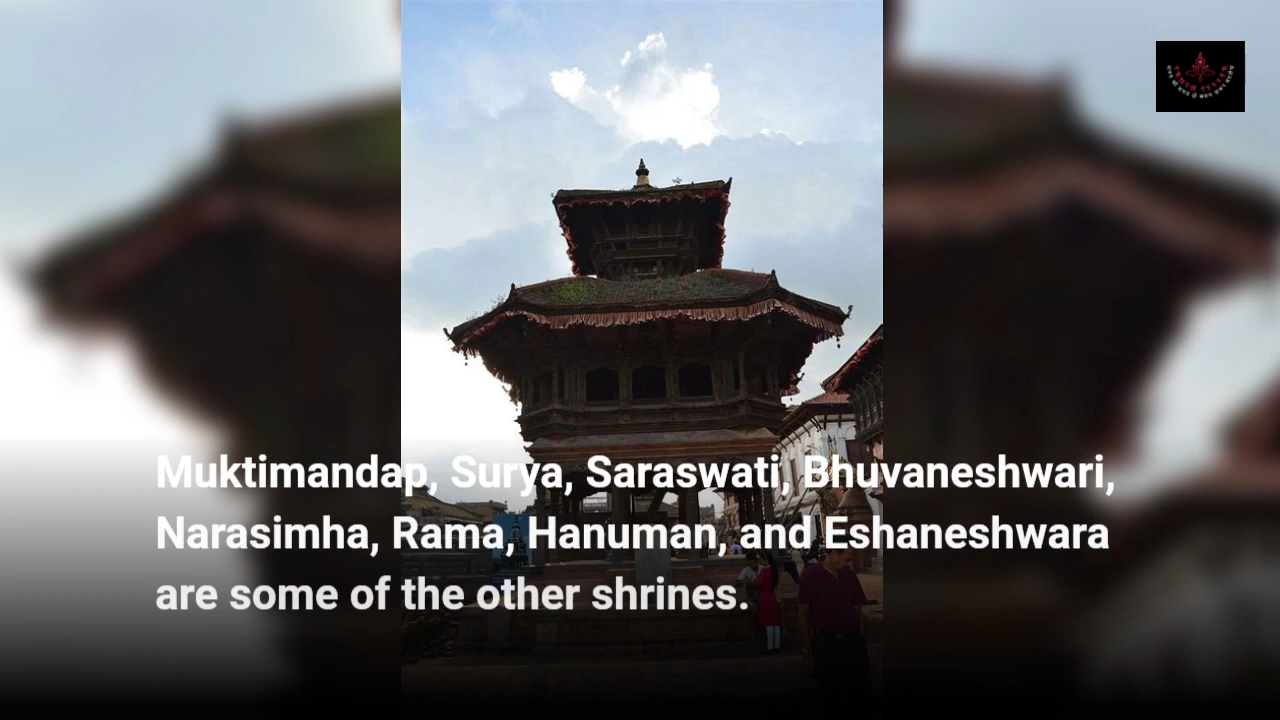 Muktimandap, Surya, Saraswati, Bhuvaneshwari,
Narasimha, Rama, Hanuman, and Eshaneshwara
are some of the other shrines.